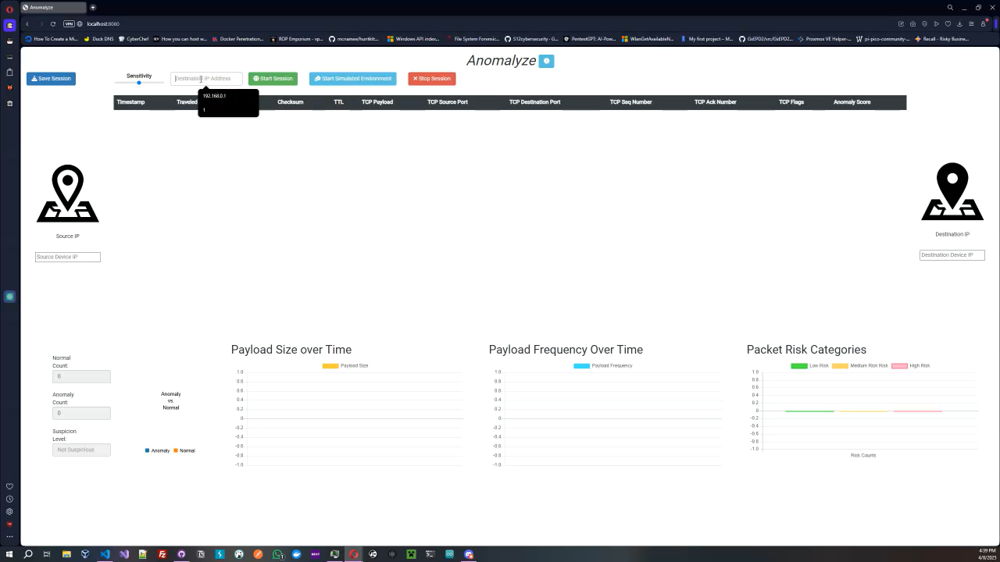 Anomalyze
VPN localhost:8080
How To Create a Mi...
Duck DNS
CyberChef
How you can host w...
Docker Penetration...
RDP Emporium - sp...
mcnamee/huntkit:...
Windows API index...
File System Forensic...
S12cybersecurity - G...
PentestGPT: AI-Pow...
WlanGetAvailableN...
My first project – M...
GxEPD2/src/GxEPD2...
Proxmox VE Helper-...
pi-pico-community-...
Recall - Risky Busine...
Anomalyze
Save Session
Sensitivity
Destination IP Address
Start Session
Start Simulated Environment
Stop Session
192.168.0.1
1
Timestamp Traveled Checksum TTL TCP Payload TCP Source Port TCP Destination Port TCP Seq Number TCP Ack Number TCP Flags Anomaly Score
Source IP
Source Device IP
Destination IP
Destination Device IP
Normal
Count:
0
Anomaly
Count:
0
Suspicion
Level:
Not Suspicious
Anomaly
vs.
Normal
Anomaly Normal
Payload Size over Time
Payload Size
1.0
0.8
0.6
0.4
0.2
0
-0.2
-0.4
-0.6
-0.8
-1.0
Payload Frequency Over Time
Payload Frequency
1.0
0.8
0.6
0.4
0.2
0
-0.2
-0.4
-0.6
-0.8
-1.0
Packet Risk Categories
Low Risk Medium Risk Risk High Risk
1.0
0.8
0.6
0.4
0.2
0
-0.2
-0.4
-0.6
-0.8
-1.0
Risk Counts
4:39 PM
4/8/2025